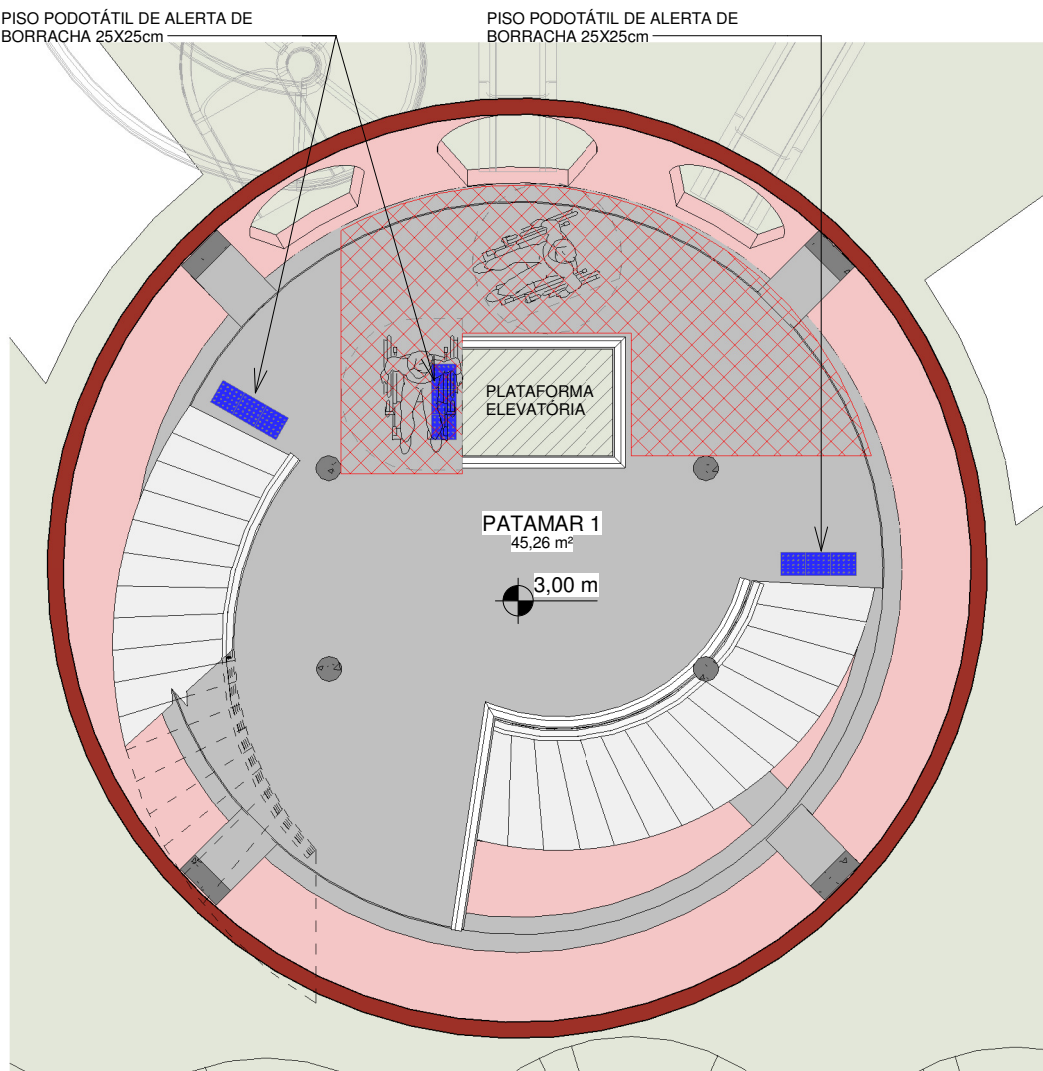 PISO PODOTÁTIL DE ALERTA DE
BORRACHA 25X25cm
PISO PODOTÁTIL DE ALERTA DE
BORRACHA 25X25cm
PLATAFORMA
ELEVATÓRIA
PATAMAR 1
45,26 m²
3,00 m